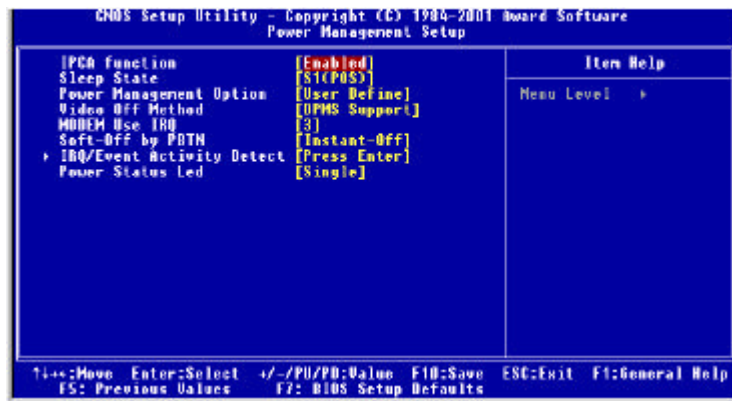 CMOS Setup Utility - Copyright (C) 1984-2001 Award Software
Power Management Setup
IPCA function [Enabled]
Sleep State [S1(POS)]
Power Management Option [User Define]
Video Off Method [DPMS Support]
MODEM Use IRQ [3]
Soft-Off by PBTN [Instant-Off]
▸ IRQ/Event Activity Detect [Press Enter]
Power Status Led [Single]
Item Help
Menu Level ▸
↑↓→←:Move Enter:Select +/-/PU/PD:Value F10:Save ESC:Exit F1:General Help
F5: Previous Values F7: BIOS Setup Defaults